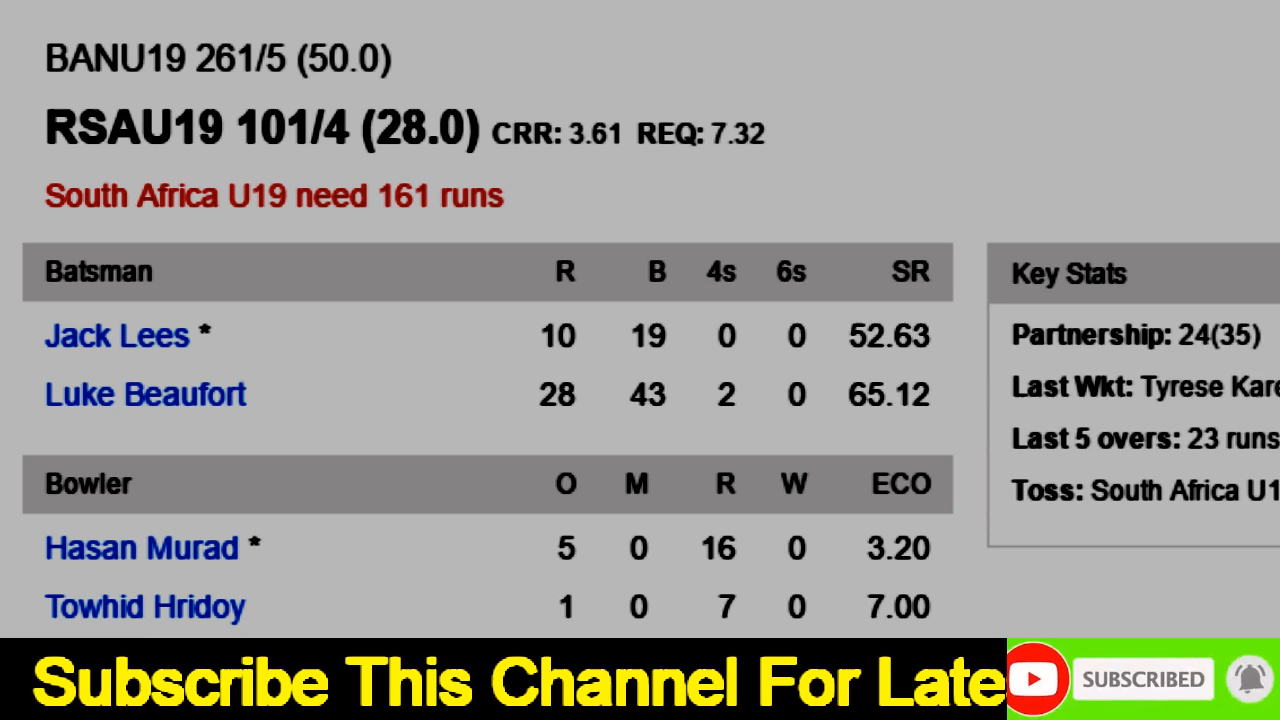 BANU19 261/5 (50.0)
RSAU19 101/4 (28.0) CRR: 3.61 REQ: 7.32
South Africa U19 need 161 runs
Batsman R B 4s 6s SR
Jack Lees * 10 19 0 0 52.63
Luke Beaufort 28 43 2 0 65.12
Bowler O M R W ECO
Hasan Murad * 5 0 16 0 3.20
Towhid Hridoy 1 0 7 0 7.00
Key Stats
Partnership: 24(35)
Last Wkt: Tyrese Kare
Last 5 overs: 23 runs
Toss: South Africa U1
Subscribe This Channel For Late
SUBSCRIBED